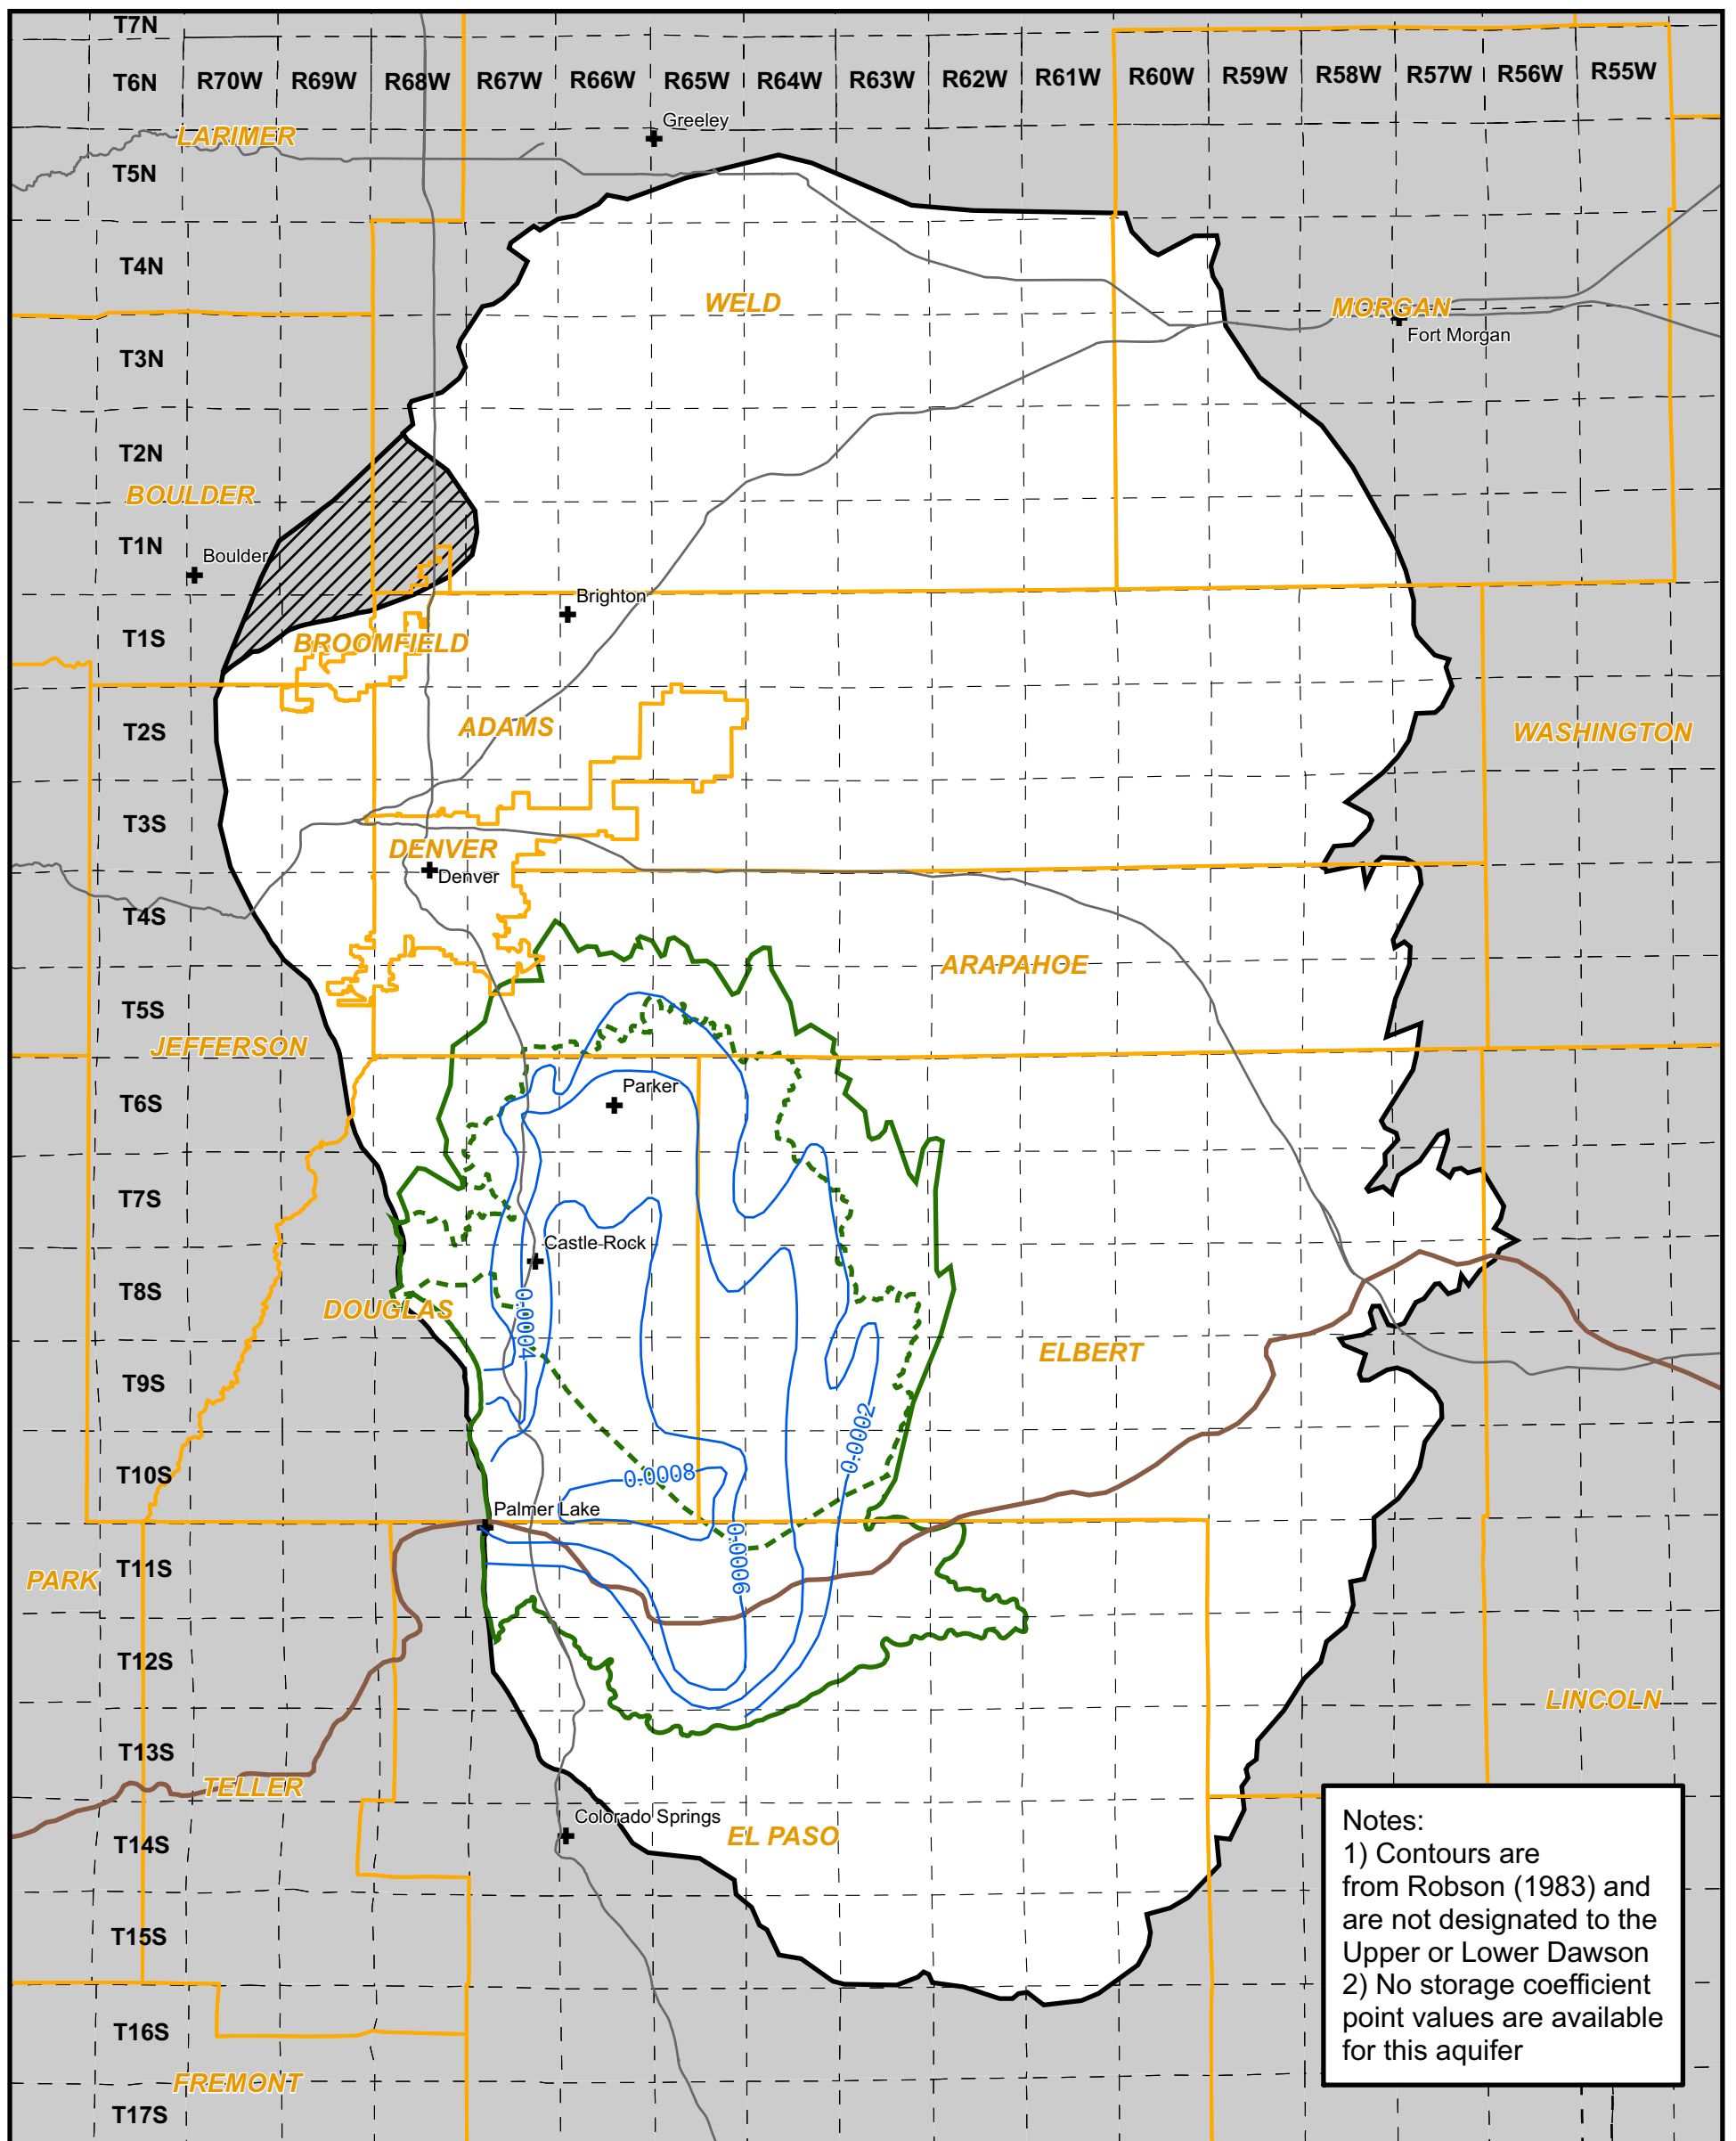 T7N
T6N
R70W
R69W
R68W
R67W
R66W
R65W
R64W
R63W
R62W
R61W
R60W
R59W
R58W
R57W
R56W
R55W
Greeley
LARIMER
T5N
T4N
WELD
MORGAN
Fort Morgan
T3N
T2N
BOULDER
T1N
Boulder
Brighton
T1S
BROOMFIELD
ADAMS
T2S
WASHINGTON
T3S
DENVER
Denver
T4S
ARAPAHOE
T5S
JEFFERSON
Parker
T6S
T7S
Castle Rock
T8S
DOUGLAS
0.0004
ELBERT
T9S
0.0002
T10S
0.0008
Palmer Lake
0.0006
T11S
PARK
T12S
LINCOLN
T13S
TELLER
Colorado Springs
T14S
EL PASO
T15S
T16S
FREMONT
T17S
Notes:
1) Contours are
from Robson (1983) and
are not designated to the
Upper or Lower Dawson
2) No storage coefficient
point values are available
for this aquifer